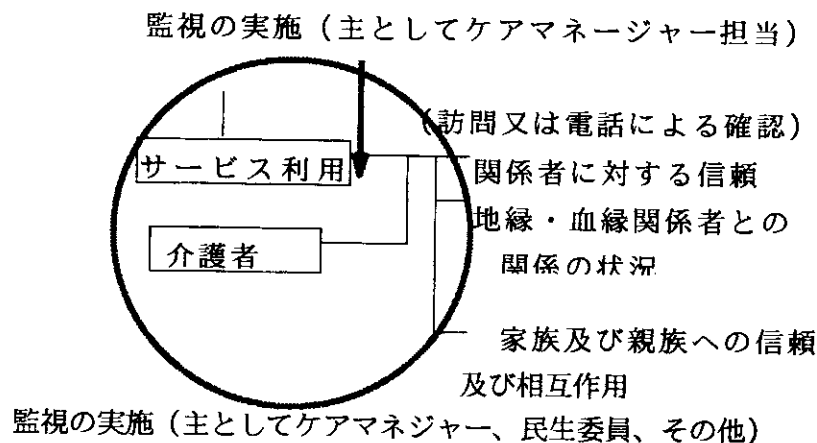 監視の実施（主としてケアマネージャー担当）
（訪問又は電話による確認）
サービス利用
関係者に対する信頼
地縁・血縁関係者との
関係の状況
介護者
家族及び親族への信頼
及び相互作用
監視の実施（主としてケアマネジャー、民生委員、その他）